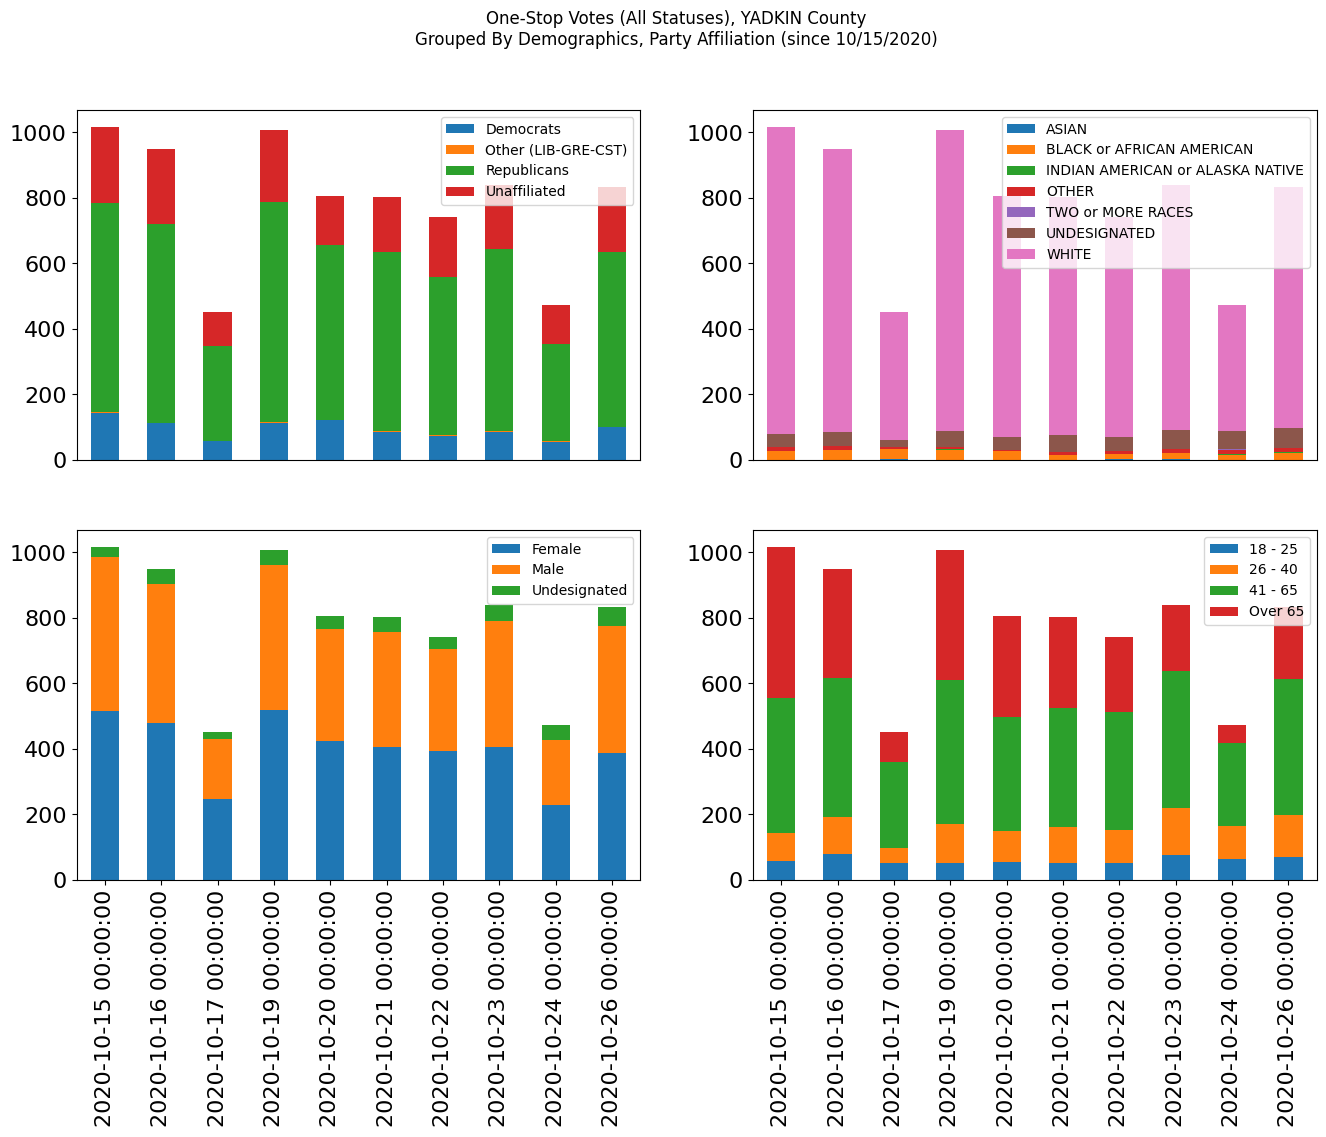 One-Stop Votes (All Statuses), YADKIN County
Grouped By Demographics, Party Affiliation (since 10/15/2020)
1000
800
600
400
200
0
Democrats
Other (LIB-GRE-CST)
Republicans
Unaffiliated
1000
800
600
400
200
0
ASIAN
BLACK or AFRICAN AMERICAN
INDIAN AMERICAN or ALASKA NATIVE
OTHER
TWO or MORE RACES
UNDESIGNATED
WHITE
1000
800
600
400
200
0
Female
Male
Undesignated
2020-10-15 00:00:00
2020-10-16 00:00:00
2020-10-17 00:00:00
2020-10-19 00:00:00
2020-10-20 00:00:00
2020-10-21 00:00:00
2020-10-22 00:00:00
2020-10-23 00:00:00
2020-10-24 00:00:00
2020-10-26 00:00:00
1000
800
600
400
200
0
18 - 25
26 - 40
41 - 65
Over 65
2020-10-15 00:00:00
2020-10-16 00:00:00
2020-10-17 00:00:00
2020-10-19 00:00:00
2020-10-20 00:00:00
2020-10-21 00:00:00
2020-10-22 00:00:00
2020-10-23 00:00:00
2020-10-24 00:00:00
2020-10-26 00:00:00